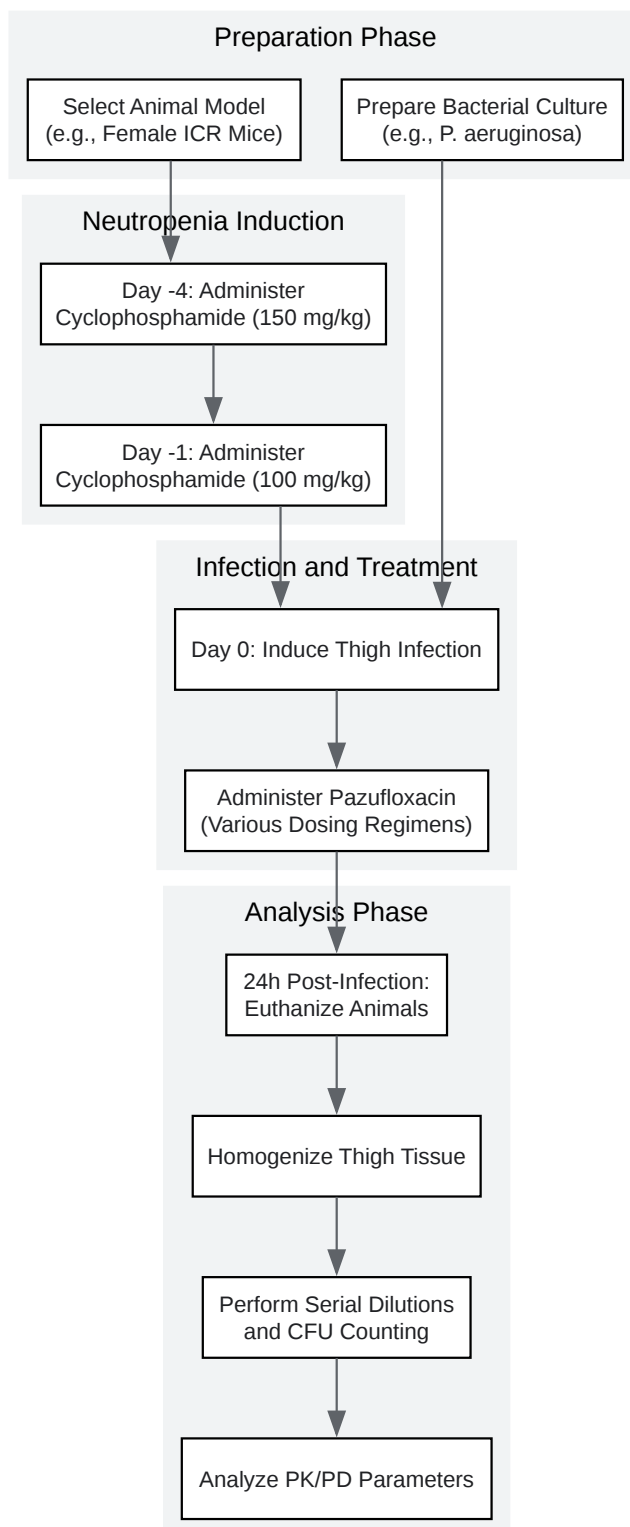 Preparation Phase
Select Animal Model
(e.g., Female ICR Mice)
Prepare Bacterial Culture
(e.g., P. aeruginosa)
Neutropenia Induction
Day -4: Administer
Cyclophosphamide (150 mg/kg)
Day -1: Administer
Cyclophosphamide (100 mg/kg)
Infection and Treatment
Day 0: Induce Thigh Infection
Administer Pazufloxacin
(Various Dosing Regimens)
Analysis Phase
24h Post-Infection:
Euthanize Animals
Homogenize Thigh Tissue
Perform Serial Dilutions
and CFU Counting
Analyze PK/PD Parameters